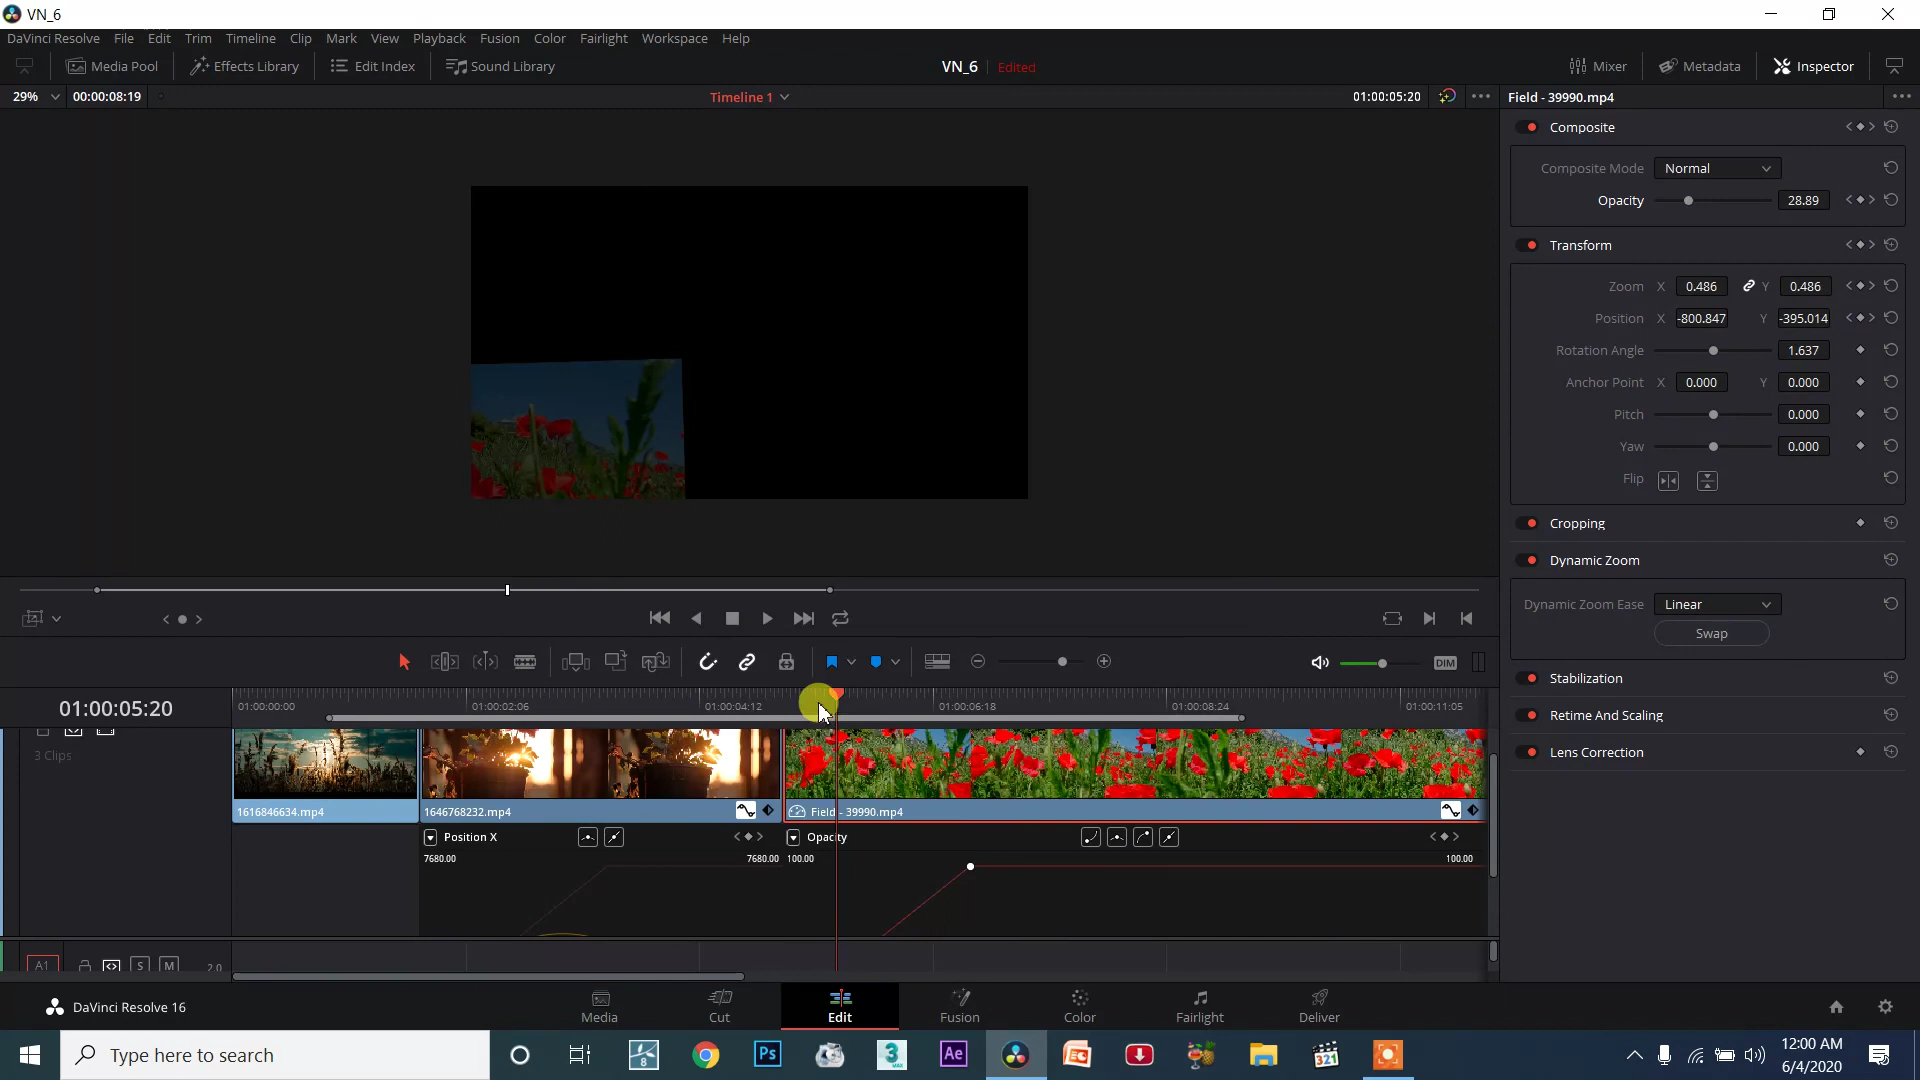 VN_6
DaVinci Resolve File Edit Trim Timeline Clip Mark View Playback Fusion Color Fairlight Workspace Help
Media Pool Effects Library Edit Index Sound Library VN_6 Edited Mixer Metadata Inspector
29% 00:00:08:19 Timeline 1 01:00:05:20 Field - 39990.mp4
Composite
Composite Mode Normal
Opacity 28.89
Transform
Zoom X 0.486 Y 0.486
Position X -800.847 Y -395.014
Rotation Angle 1.637
Anchor Point X 0.000 Y 0.000
Pitch 0.000
Yaw 0.000
Flip
Cropping
Dynamic Zoom
Dynamic Zoom Ease Linear
Swap
Stabilization
Retime And Scaling
Lens Correction
DIM
01:00:05:20 01:00:00:00 01:00:02:06 01:00:04:12 01:00:06:18 01:00:08:24 01:00:11:05
3 Clips
1616846634.mp4 1646768232.mp4 Field - 39990.mp4
Position X Opacity
7680.00 7680.00 100.00 100.00
A1 S M 2.0
DaVinci Resolve 16 Media Cut Edit Fusion Color Fairlight Deliver
Type here to search
8 Ps 3 MAX Ae 321
12:00 AM
6/4/2020